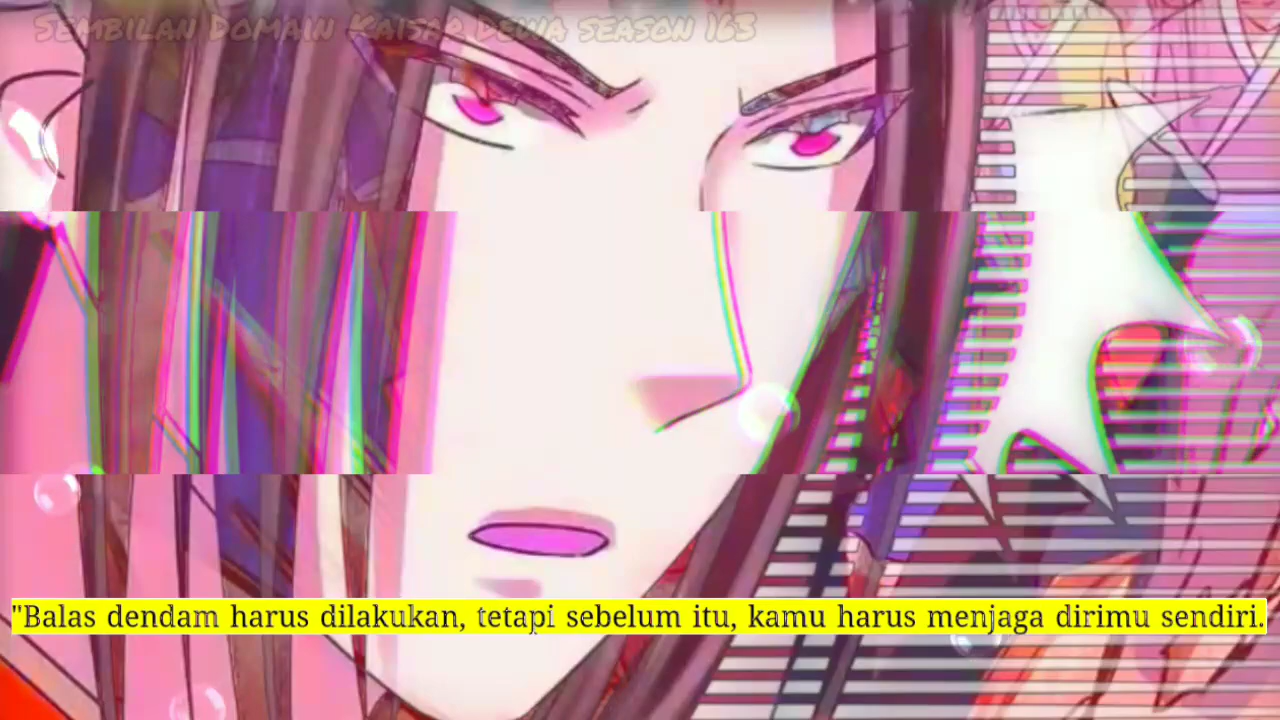 Sembilan Domain Kaisar Dewa season 163
"Balas dendam harus dilakukan, tetapi sebelum itu, kamu harus menjaga dirimu sendiri.